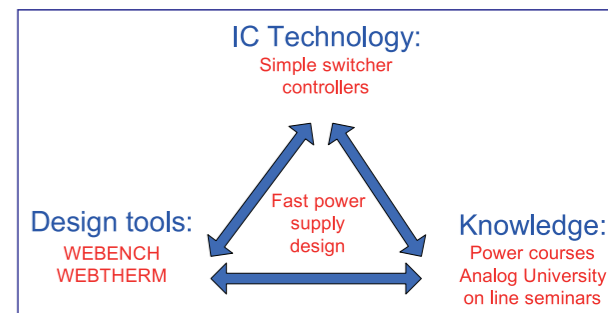 IC Technology:
Simple switcher
controllers
Fast power
supply
design
Design tools:
WEBENCH
WEBTHERM
Knowledge:
Power courses
Analog University
on line seminars